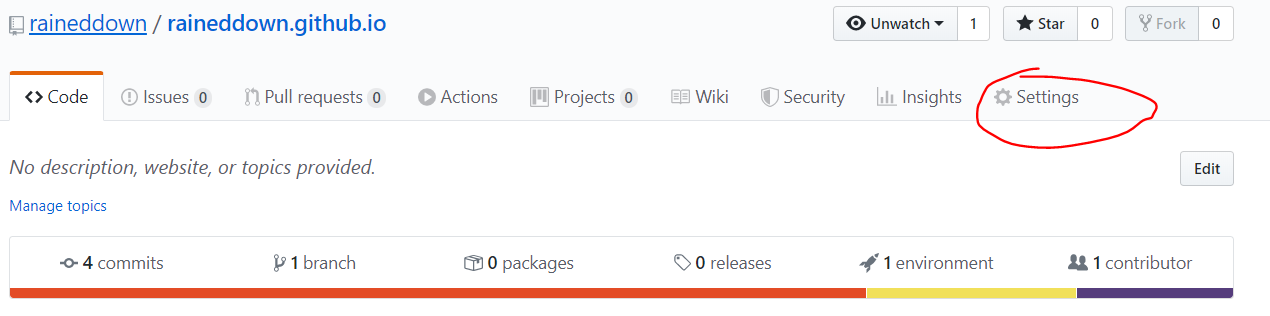 raineddown / raineddown.github.io Unwatch 1 Star 0 Fork 0
Code Issues 0 Pull requests 0 Actions Projects 0 Wiki Security Insights Settings
No description, website, or topics provided. Edit
Manage topics
4 commits 1 branch 0 packages 0 releases 1 environment 1 contributor